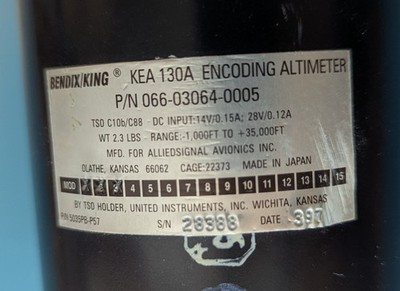 BENDIX/KING® KEA 130A ENCODING ALTIMETER
P/N 066-03064-0005
TSO C10b/C88 - DC INPUT: 14V/0.15A; 28V/0.12A
WT 2.3 LBS - RANGE: -1,000FT TO +35,000FT
MFD. FOR ALLIEDSIGNAL AVIONICS INC.
OLATHE, KANSAS 66062 CAGE: 22373 MADE IN JAPAN
MOD 4 5 6 7 8 9 10 11 12 13 14 15
BY TSO HOLDER, UNITED INSTRUMENTS, INC. WICHITA, KANSAS
P/N 5035PB-P57 S/N 28388 DATE 397